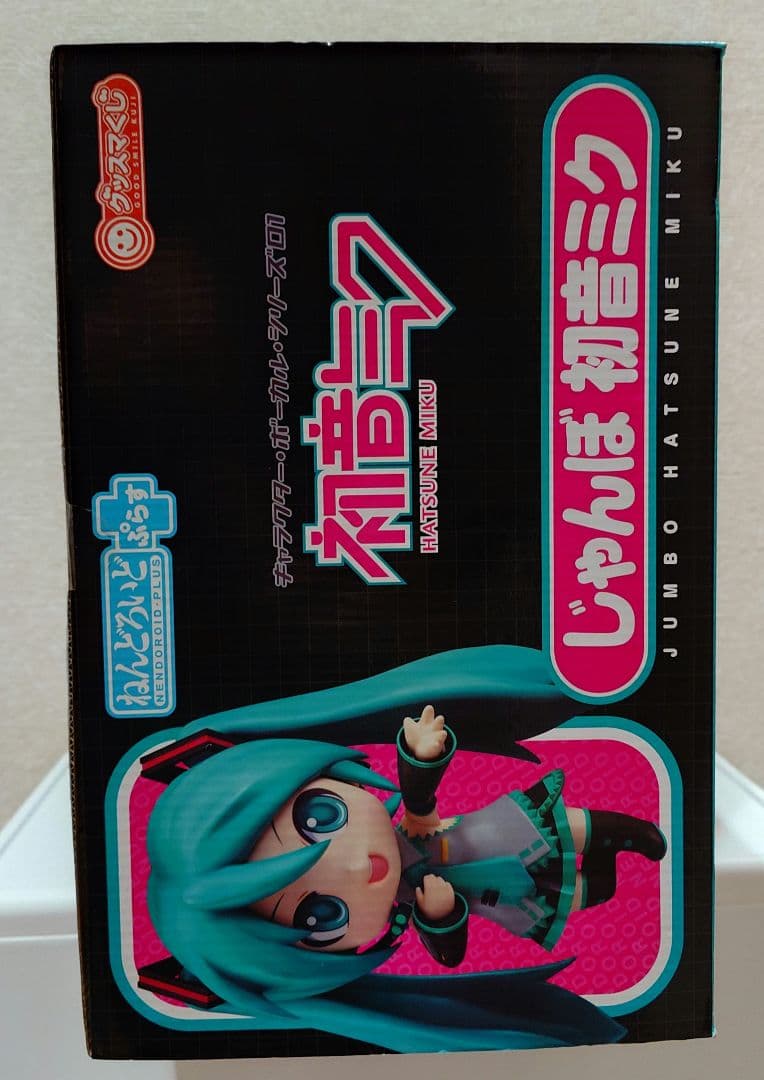 ねんどろいど ぷらす
NENDOROID・PLUS
グッスマくじ
GOOD SMILE KUJI
キャラクター・ボーカル・シリーズ01
初音ミク
HATSUNE MIKU
じゃんぼ 初音ミク
JUMBO HATSUNE MIKU